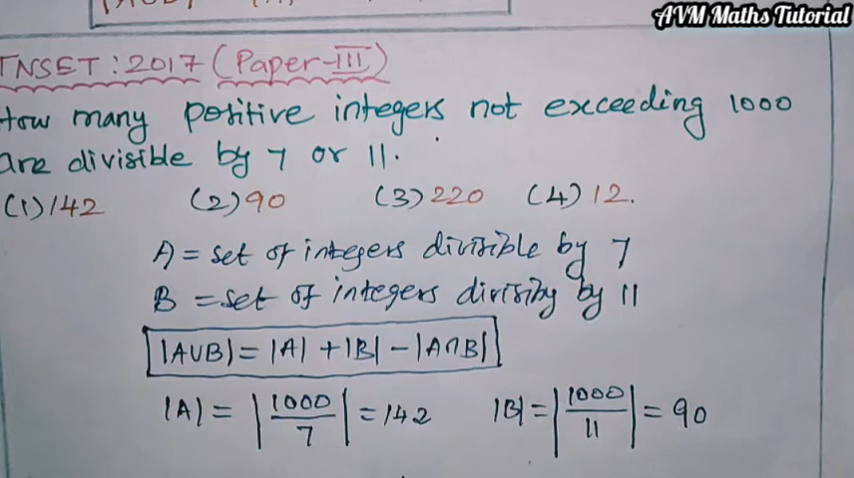 AVM Maths Tutorial
TNSET : 2017 (Paper-III)
How many positive integers not exceeding 1000
are divisible by 7 or 11.
(1) 142 (2) 90 (3) 220 (4) 12.
A = set of integers divisible by 7
B = set of integers divisiby by 11
|A∪B| = |A| + |B| - |A∩B|
|A| = |1000/7| = 142 |B| = |1000/11| = 90